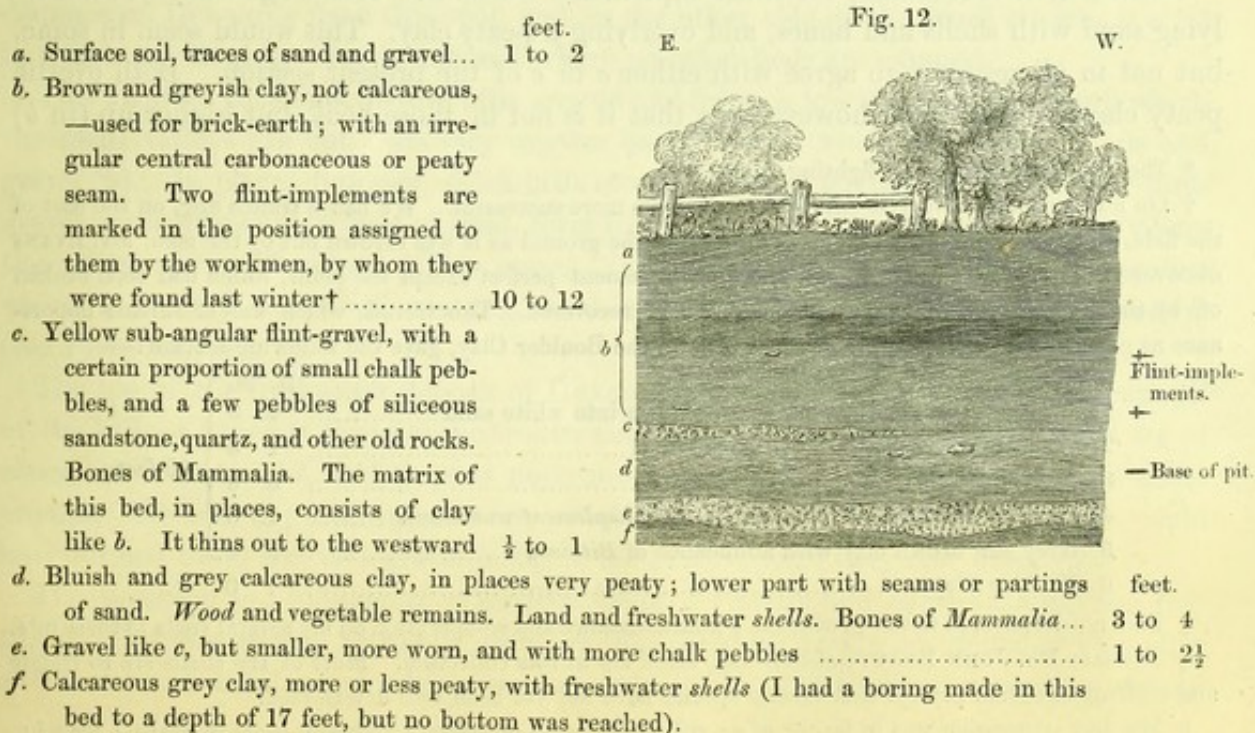 Fig. 12.
feet.
a. Surface soil, traces of sand and gravel... 1 to 2
b. Brown and greyish clay, not calcareous,
—used for brick-earth; with an irre-
gular central carbonaceous or peaty
seam. Two flint-implements are
marked in the position assigned to
them by the workmen, by whom they
were found last winter† ................ 10 to 12
c. Yellow sub-angular flint-gravel, with a
certain proportion of small chalk peb-
bles, and a few pebbles of siliceous
sandstone, quartz, and other old rocks.
Bones of Mammalia. The matrix of
this bed, in places, consists of clay
like b. It thins out to the westward ½ to 1
E. W.
a
b
c
d
e
f
Flint-imple-
ments.
Base of pit.
d. Bluish and grey calcareous clay, in places very peaty; lower part with seams or partings feet.
of sand. Wood and vegetable remains. Land and freshwater shells. Bones of Mammalia... 3 to 4
e. Gravel like c, but smaller, more worn, and with more chalk pebbles ............................ 1 to 2½
f. Calcareous grey clay, more or less peaty, with freshwater shells (I had a boring made in this
bed to a depth of 17 feet, but no bottom was reached).